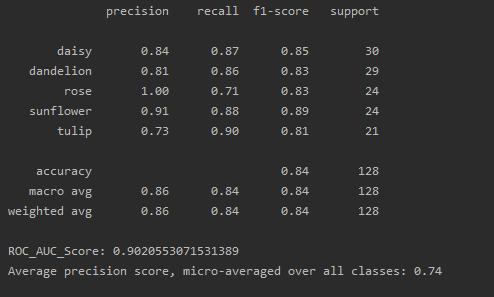 precision recall f1-score support
daisy 0.84 0.87 0.85 30
dandelion 0.81 0.86 0.83 29
rose 1.00 0.71 0.83 24
sunflower 0.91 0.88 0.89 24
tulip 0.73 0.90 0.81 21
accuracy 0.84 128
macro avg 0.86 0.84 0.84 128
weighted avg 0.86 0.84 0.84 128
ROC_AUC_Score: 0.9020553071531389
Average precision score, micro-averaged over all classes: 0.74